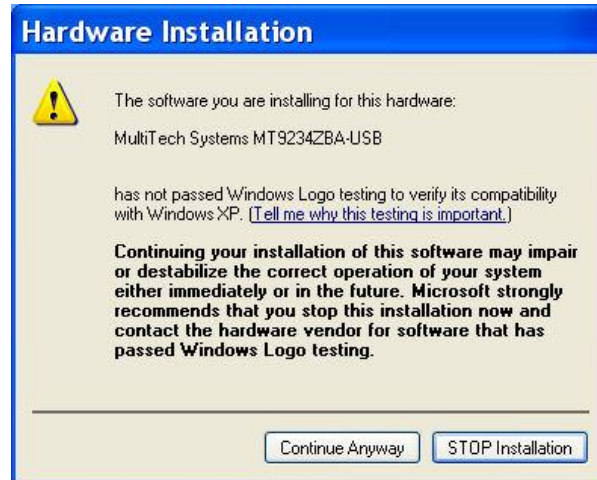 Hardware Installation
The software you are installing for this hardware:
MultiTech Systems MT9234ZBA-USB
has not passed Windows Logo testing to verify its compatibility
with Windows XP. (Tell me why this testing is important.)
Continuing your installation of this software may impair
or destabilize the correct operation of your system
either immediately or in the future. Microsoft strongly
recommends that you stop this installation now and
contact the hardware vendor for software that has
passed Windows Logo testing.
Continue Anyway
STOP Installation